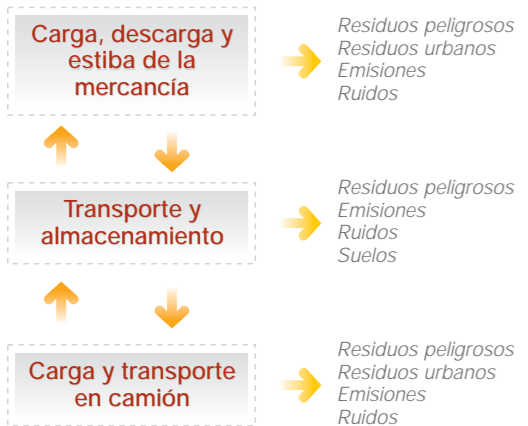 Carga, descarga y
estiba de la
mercancía
Residuos peligrosos
Residuos urbanos
Emisiones
Ruidos
Transporte y
almacenamiento
Residuos peligrosos
Emisiones
Ruidos
Suelos
Carga y transporte
en camión
Residuos peligrosos
Residuos urbanos
Emisiones
Ruidos